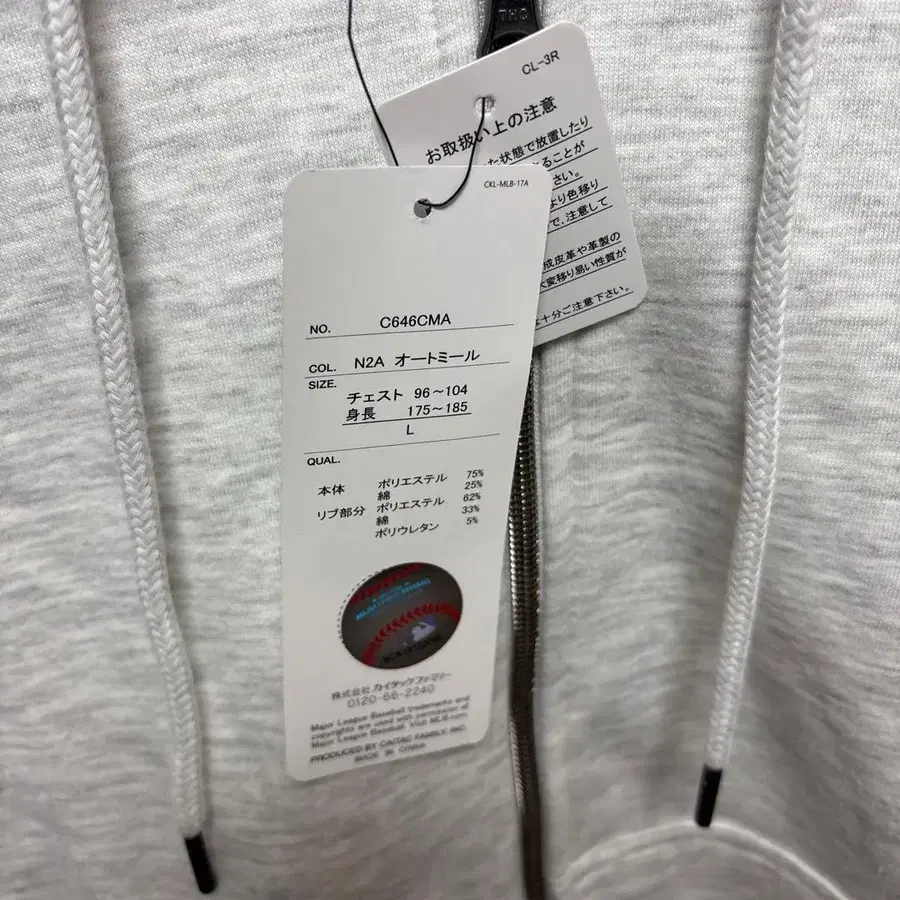 THO
CL-3R
お取扱い上の注意
た状態で放置したり
ることが
さい。
より色移り
で、注意して
成皮革や革製の
変移り易い性質が
十分ご注意下さい。
CKL-MLB-17A
NO. C646CMA
COL. N2A オートミール
SIZE.
チェスト 96～104
身長 175～185
L
QUAL.
本体 ポリエステル 75%
綿 25%
リブ部分 ポリエステル 62%
綿 33%
ポリウレタン 5%
株式会社 カイタックファミリー
0120-66-2240
Major League Baseball trademarks and
copyrights are used with permission of
Major League Baseball. Visit MLB.com
PRODUCED BY CAITAC FAMILY, INC.
MADE IN CHINA